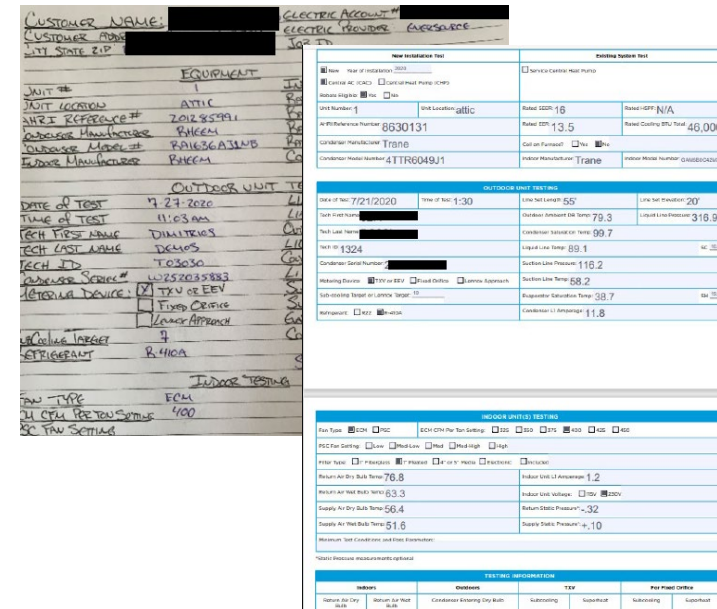 CUSTOMER NAME:
CUSTOMER ADDRE
CITY STATE ZIP
ELECTRIC ACCOUNT #
ELECTRIC PROVIDER EVERSOURCE
JOB ID
EQUIPMENT
UNIT # 1
UNIT LOCATION ATTIC
AHRI REFERENCE # 201285991
CONDENSER MANUFACTURER RHEEM
CONDENSER MODEL # RA1636AJ1NB
INDOOR MANUFACTURER RHEEM
OUTDOOR UNIT TE
DATE OF TEST 7-27-2020
TIME OF TEST 11:03 AM
TECH FIRST NAME DIMITRIOS
TECH LAST NAME DEMOS
TECH ID T03030
CONDENSER SERIAL # W252035883
METERING DEVICE: X TXV OR EEV
FIXED ORIFICE
LENNOX APPROACH
SUBCOOLING TARGET 7
REFRIGERANT R-410A
INDOOR TESTING
FAN TYPE ECM
CM CFM PER TON SETTING 400
PSC FAN SETTING
New Installation Test
Existing System Test
New Year of Installation 2020
Service Central Heat Pump
Central AC (CAC) Central Heat Pump (CHP)
Rebate Eligible Yes No
Unit Number: 1 Unit Location: attic Rated SEER: 16 Rated HSPF: N/A
AHRI Reference Number 8630131 Rated EER: 13.5 Rated Cooling BTU Total 46,000
Condenser Manufacturer Trane Coil on Furnace? Yes No
Condenser Model Number 4TTR6049J1 Indoor Manufacturer Trane Indoor Model Number
OUTDOOR UNIT TESTING
Date of Test 7/21/2020 Time of Test 1:30 Line Set Length 55' Line Set Elevation 20'
Tech First Name Outdoor Ambient DB Temp 79.3 Liquid Line Pressure 316.9
Tech Last Name Condenser Saturation Temp 99.7
Tech ID 1324 Liquid Line Temp 89.1 SC
Condenser Serial Number 2 Suction Line Pressure 116.2
Metering Device TXV or EEV Fixed Orifice Lennox Approach Suction Line Temp 58.2
Sub-cooling Target or Lennox Target 10 Evaporator Saturation Temp 38.7 SH
Refrigerant R22 R-410A Condenser L1 Amperage 11.8
INDOOR UNIT(S) TESTING
Fan Type ECM PSC ECM CFM Per Ton Setting 325 350 375 400 425 450
PSC Fan Setting Low Med-Low Med Med-High High
Filter Type 1" Fiberglass 1" Pleated 4" or 5" Media Electronic
Return Air Dry Bulb Temp 76.8 Indoor Unit L1 Amperage 1.2
Return Air Wet Bulb Temp 63.3 Indoor Unit Voltage 115V 230V
Supply Air Dry Bulb Temp 56.4 Return Static Pressure* -.32
Supply Air Wet Bulb Temp 51.6 Supply Static Pressure* +.10
Minimum Test Conditions and Pass Parameters:
*Static Pressure measurements optional
TESTING INFORMATION
Indoors Outdoors TXV For Fixed Orifice
Return Air Dry Bulb Return Air Wet Bulb Condenser Entering Dry Bulb Subcooling Superheat Subcooling Superheat